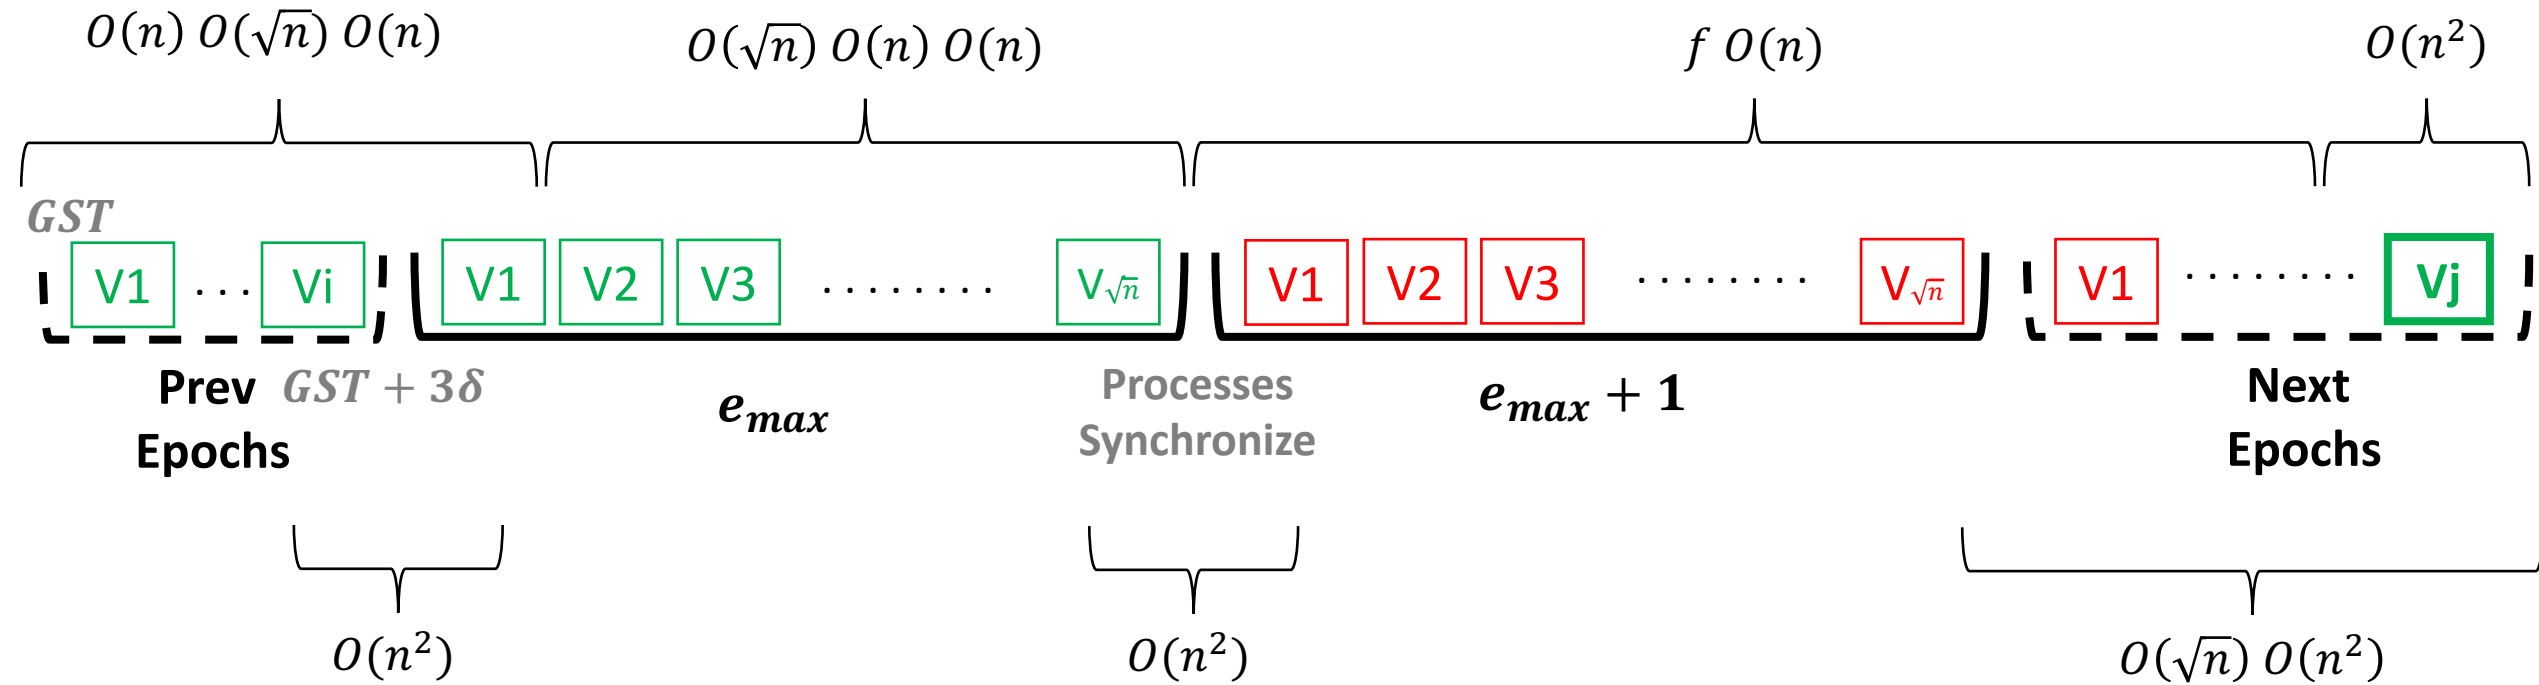 O(n) O(√n) O(n)
O(√n) O(n) O(n)
f O(n)
O(n²)
GST
V1 ... Vi
V1 V2 V3 ........ V√n
V1 V2 V3 ........ V√n
V1 ........ Vj
Prev Epochs
GST + 3δ
e_max
Processes
Synchronize
e_max + 1
Next
Epochs
O(n²)
O(n²)
O(√n) O(n²)